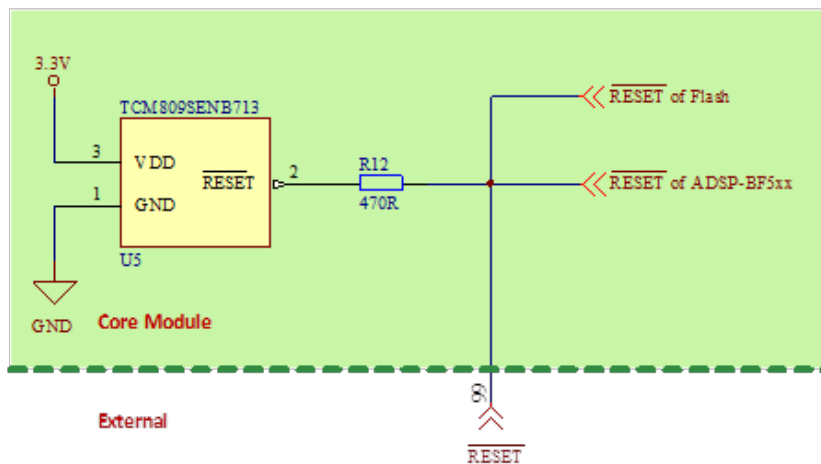 3.3V
TCM809SENB713
3
VDD
RESET
2
1
GND
U5
GND
R12
470R
RESET of Flash
RESET of ADSP-BF5xx
Core Module
External
99
RESET